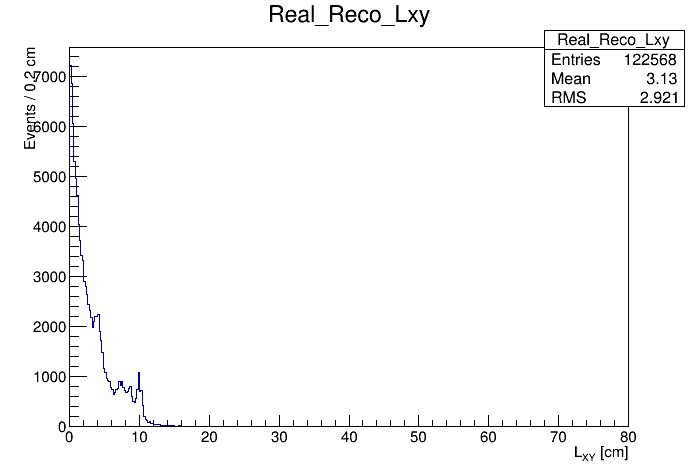 Real_Reco_Lxy
Real_Reco_Lxy
Entries 122568
Mean 3.13
RMS 2.921
Events / 0.2 cm
7000
6000
5000
4000
3000
2000
1000
0
0 10 20 30 40 50 60 70 80
L_XY [cm]